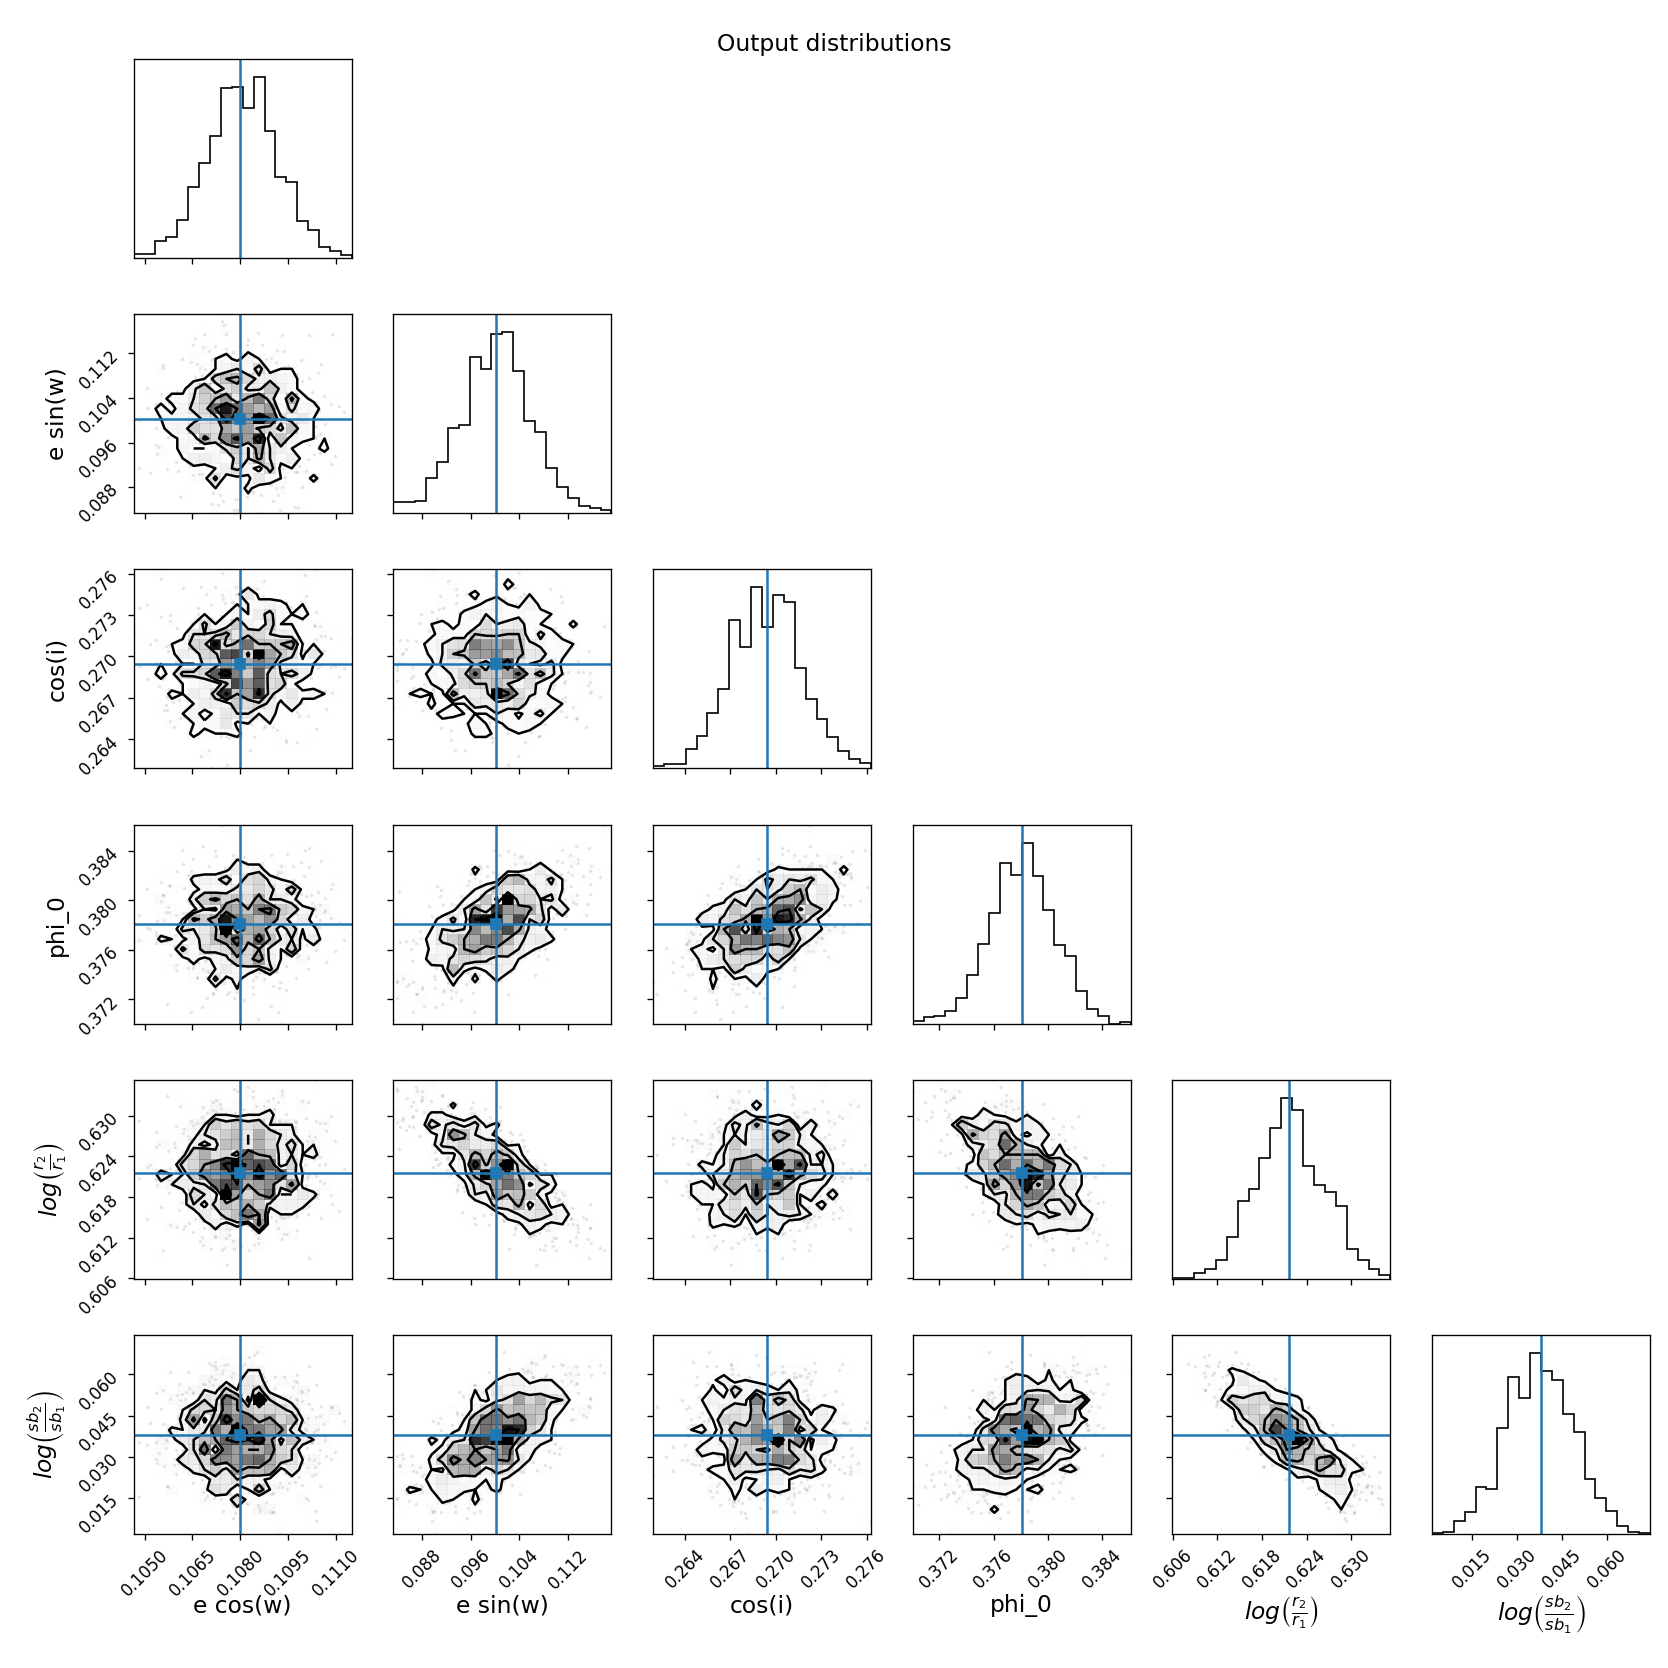 Output distributions
e sin(w)
0.112
0.104
0.096
0.088
cos(i)
0.276
0.273
0.270
0.267
0.264
phi_0
0.384
0.380
0.376
0.372
log(r2/r1)
0.630
0.624
0.618
0.612
0.606
log(sb2/sb1)
0.060
0.045
0.030
0.015
0.1050 0.1065 0.1080 0.1095 0.1110
0.088 0.096 0.104 0.112
0.264 0.267 0.270 0.273 0.276
0.372 0.376 0.380 0.384
0.606 0.612 0.618 0.624 0.630
0.015 0.030 0.045 0.060
e cos(w)
e sin(w)
cos(i)
phi_0
log(r2/r1)
log(sb2/sb1)